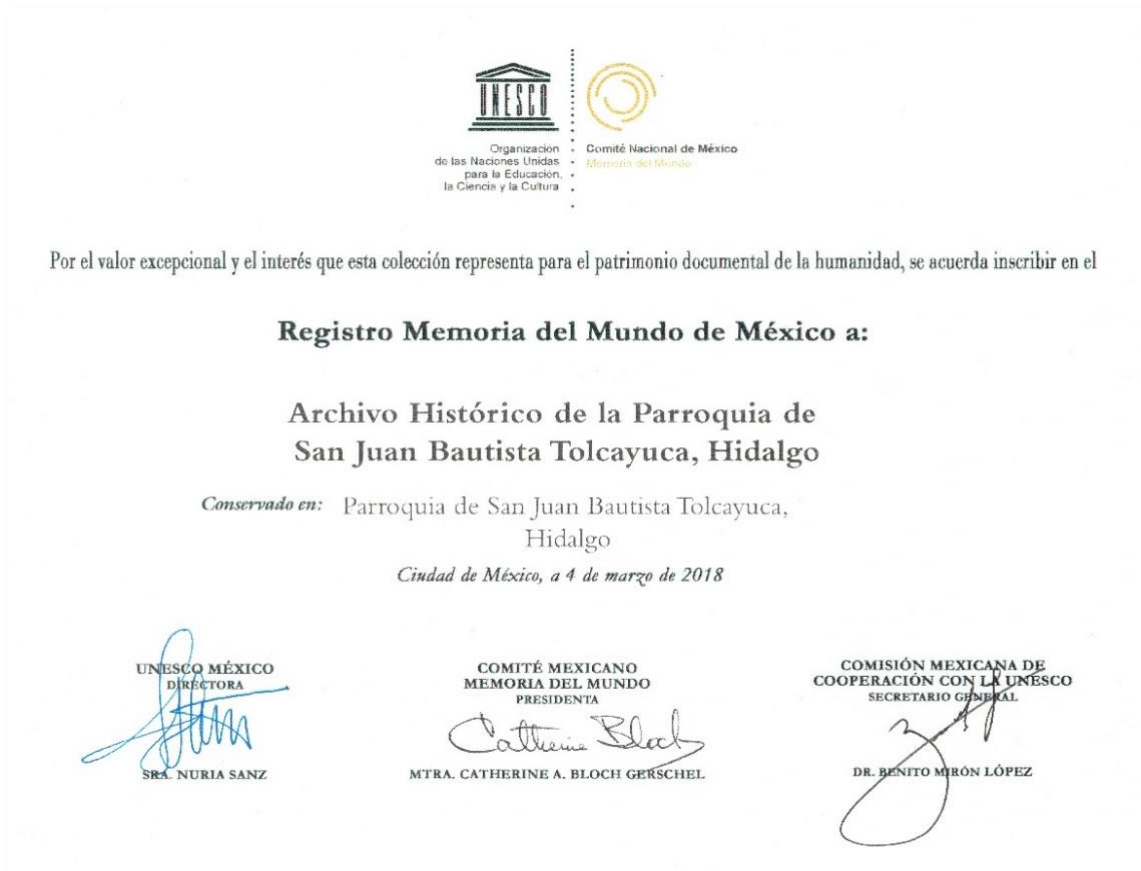 UNESCO
Organización
de las Naciones Unidas
para la Educación,
la Ciencia y la Cultura
Comité Nacional de México
Memoria del Mundo
Por el valor excepcional y el interés que esta colección representa para el patrimonio documental de la humanidad, se acuerda inscribir en el
Registro Memoria del Mundo de México a:
Archivo Histórico de la Parroquia de
San Juan Bautista Tolcayuca, Hidalgo
Conservado en: Parroquia de San Juan Bautista Tolcayuca,
Hidalgo
Ciudad de México, a 4 de marzo de 2018
UNESCO MÉXICO
DIRECTORA
SRA. NURIA SANZ
COMITÉ MEXICANO
MEMORIA DEL MUNDO
PRESIDENTA
Catherine Bloch
MTRA. CATHERINE A. BLOCH GERSCHEL
COMISIÓN MEXICANA DE
COOPERACIÓN CON LA UNESCO
SECRETARIO GENERAL
DR. BENITO MIRÓN LÓPEZ